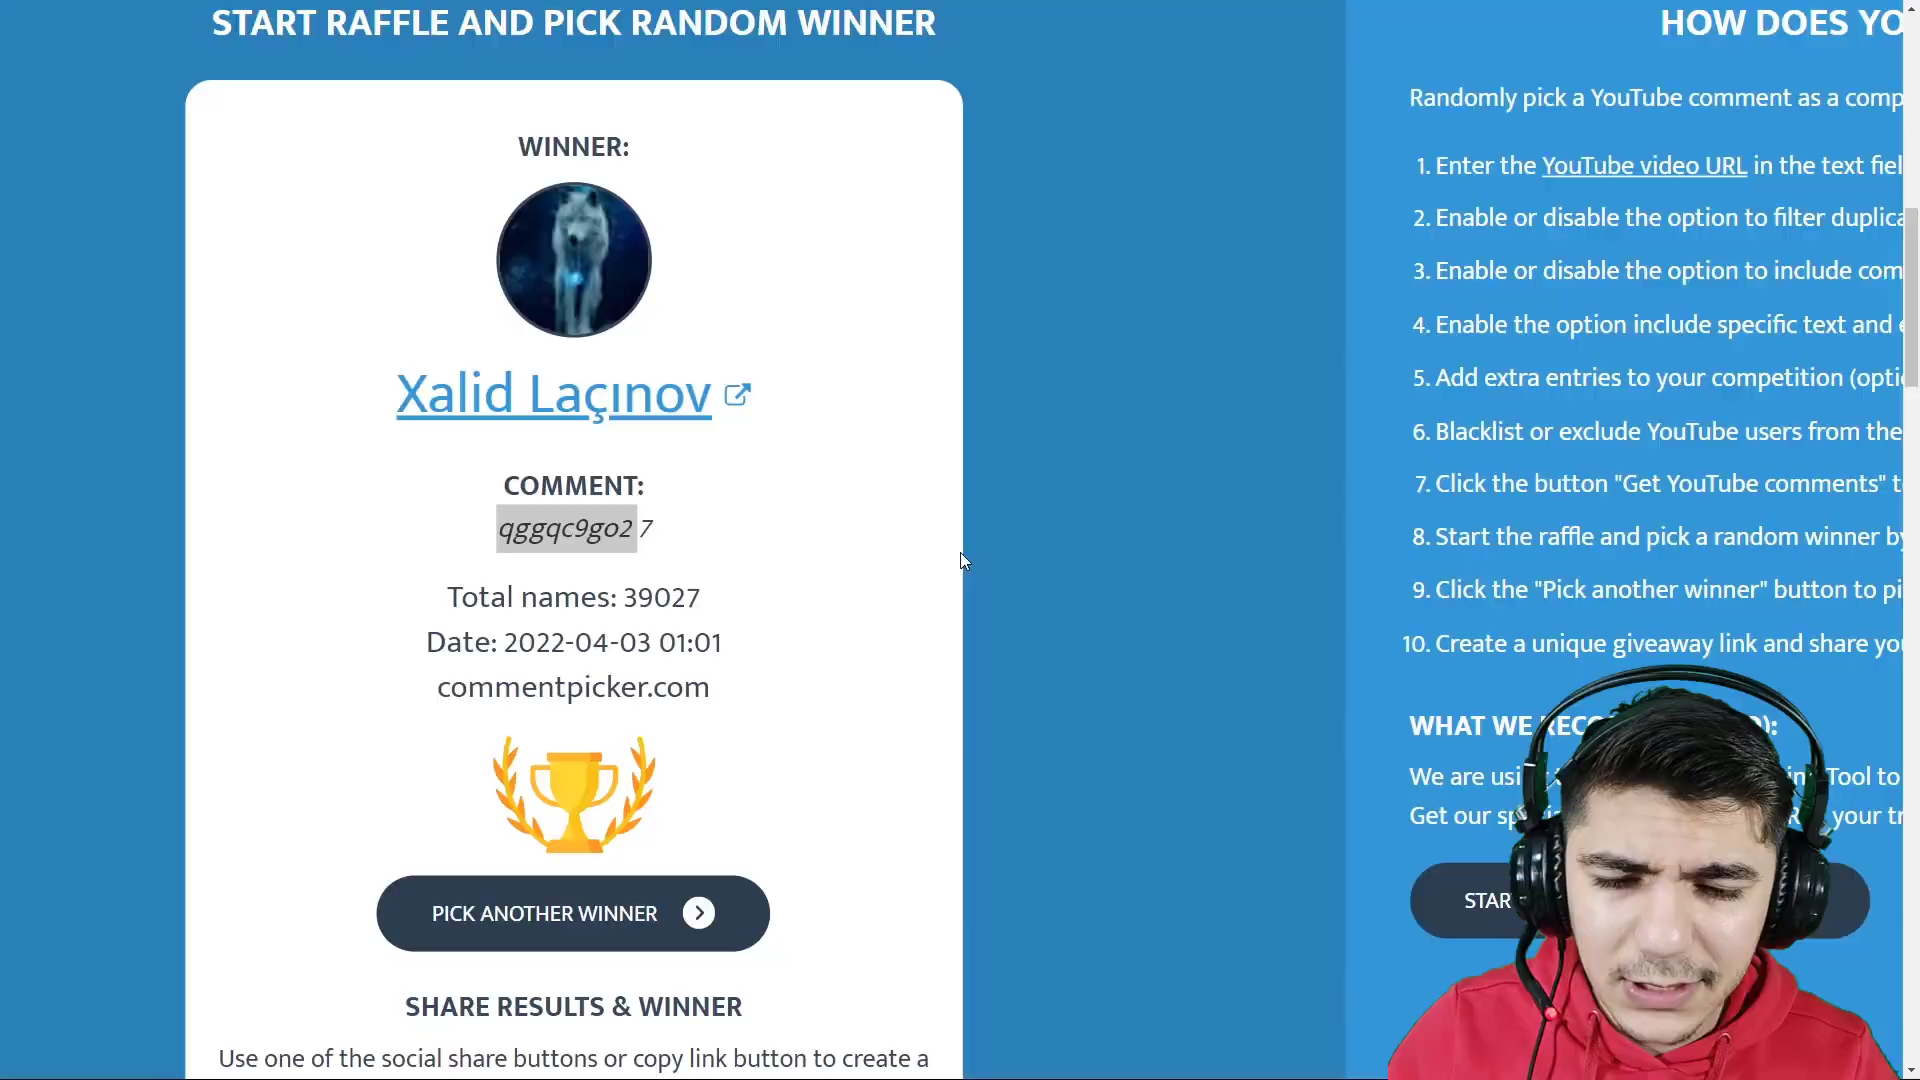 START RAFFLE AND PICK RANDOM WINNER
WINNER:
Xalid Laçınov
COMMENT:
qggqc9go2 7
Total names: 39027
Date: 2022-04-03 01:01
commentpicker.com
PICK ANOTHER WINNER
SHARE RESULTS & WINNER
Use one of the social share buttons or copy link button to create a
HOW DOES YO
Randomly pick a YouTube comment as a comp
1. Enter the YouTube video URL in the text fiel
2. Enable or disable the option to filter duplica
3. Enable or disable the option to include com
4. Enable the option include specific text and
5. Add extra entries to your competition (optio
6. Blacklist or exclude YouTube users from the
7. Click the button "Get YouTube comments" t
8. Start the raffle and pick a random winner by
9. Click the "Pick another winner" button to pi
10. Create a unique giveaway link and share yo
WHAT WE
We are Tool to
Get our your
STAR